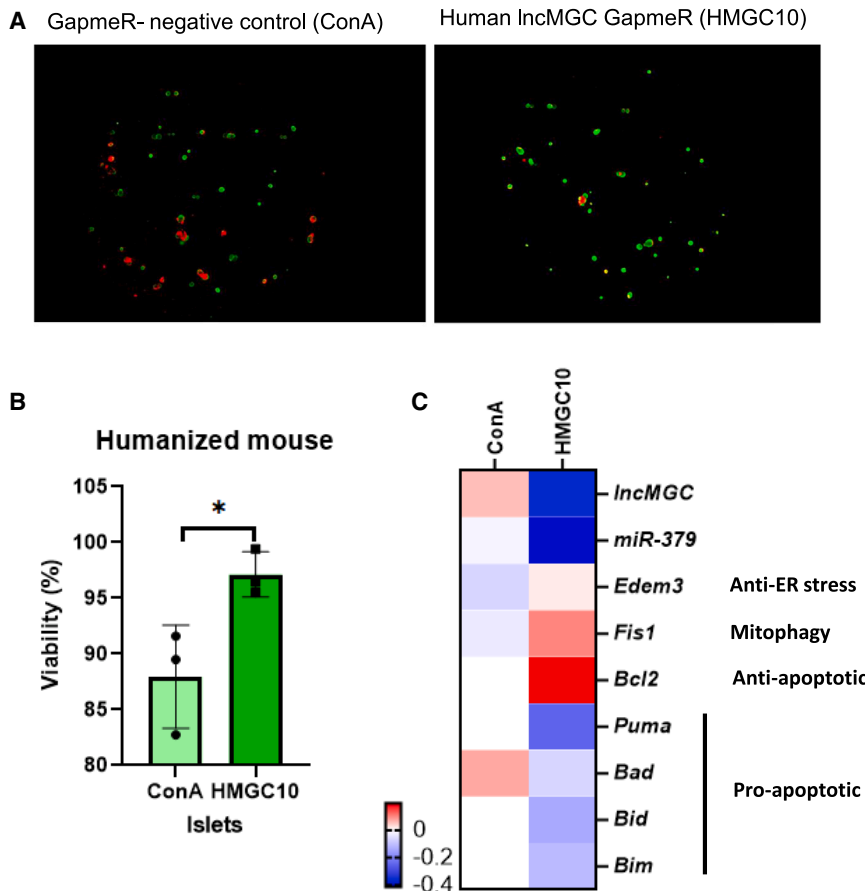 A
GapmeR- negative control (ConA)
Human lncMGC GapmeR (HMGC10)
B
Humanized mouse
Viability (%)
105
100
95
90
85
80
*
ConA HMGC10
Islets
C
ConA
HMGC10
lncMGC
miR-379
Edem3
Anti-ER stress
Fis1
Mitophagy
Bcl2
Anti-apoptotic
Puma
Bad
Bid
Bim
Pro-apoptotic
0
-0.2
-0.4